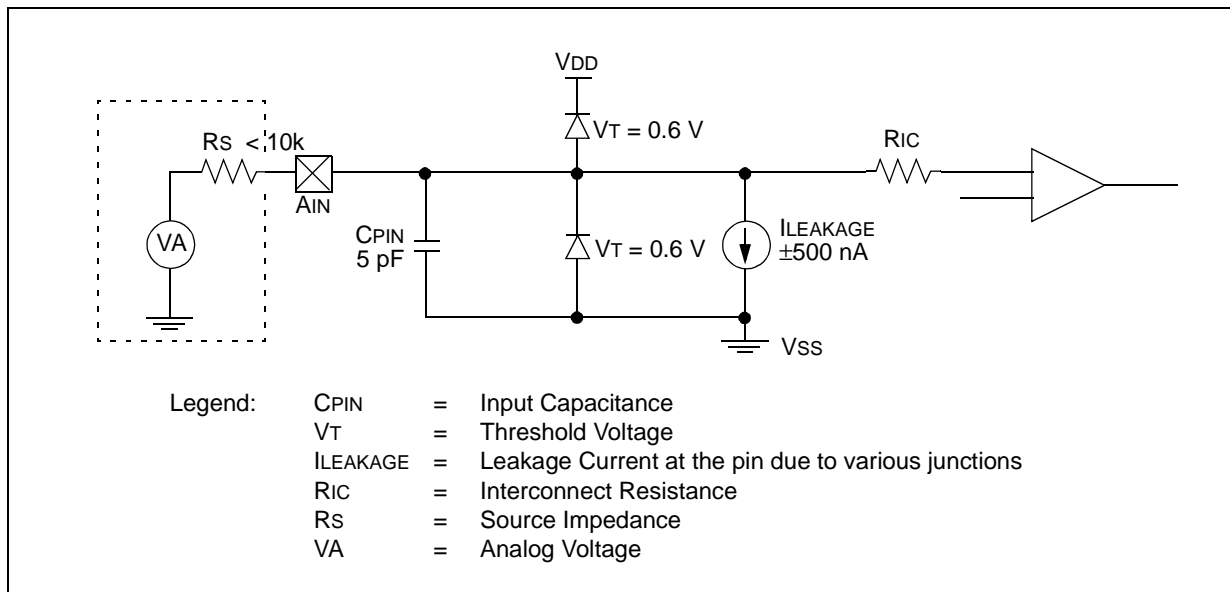 VDD
VT = 0.6 V
RS < 10k
RIC
AIN
CPIN
5 pF
VA
VT = 0.6 V
ILEAKAGE
±500 nA
VSS
Legend: CPIN = Input Capacitance
VT = Threshold Voltage
ILEAKAGE = Leakage Current at the pin due to various junctions
RIC = Interconnect Resistance
RS = Source Impedance
VA = Analog Voltage